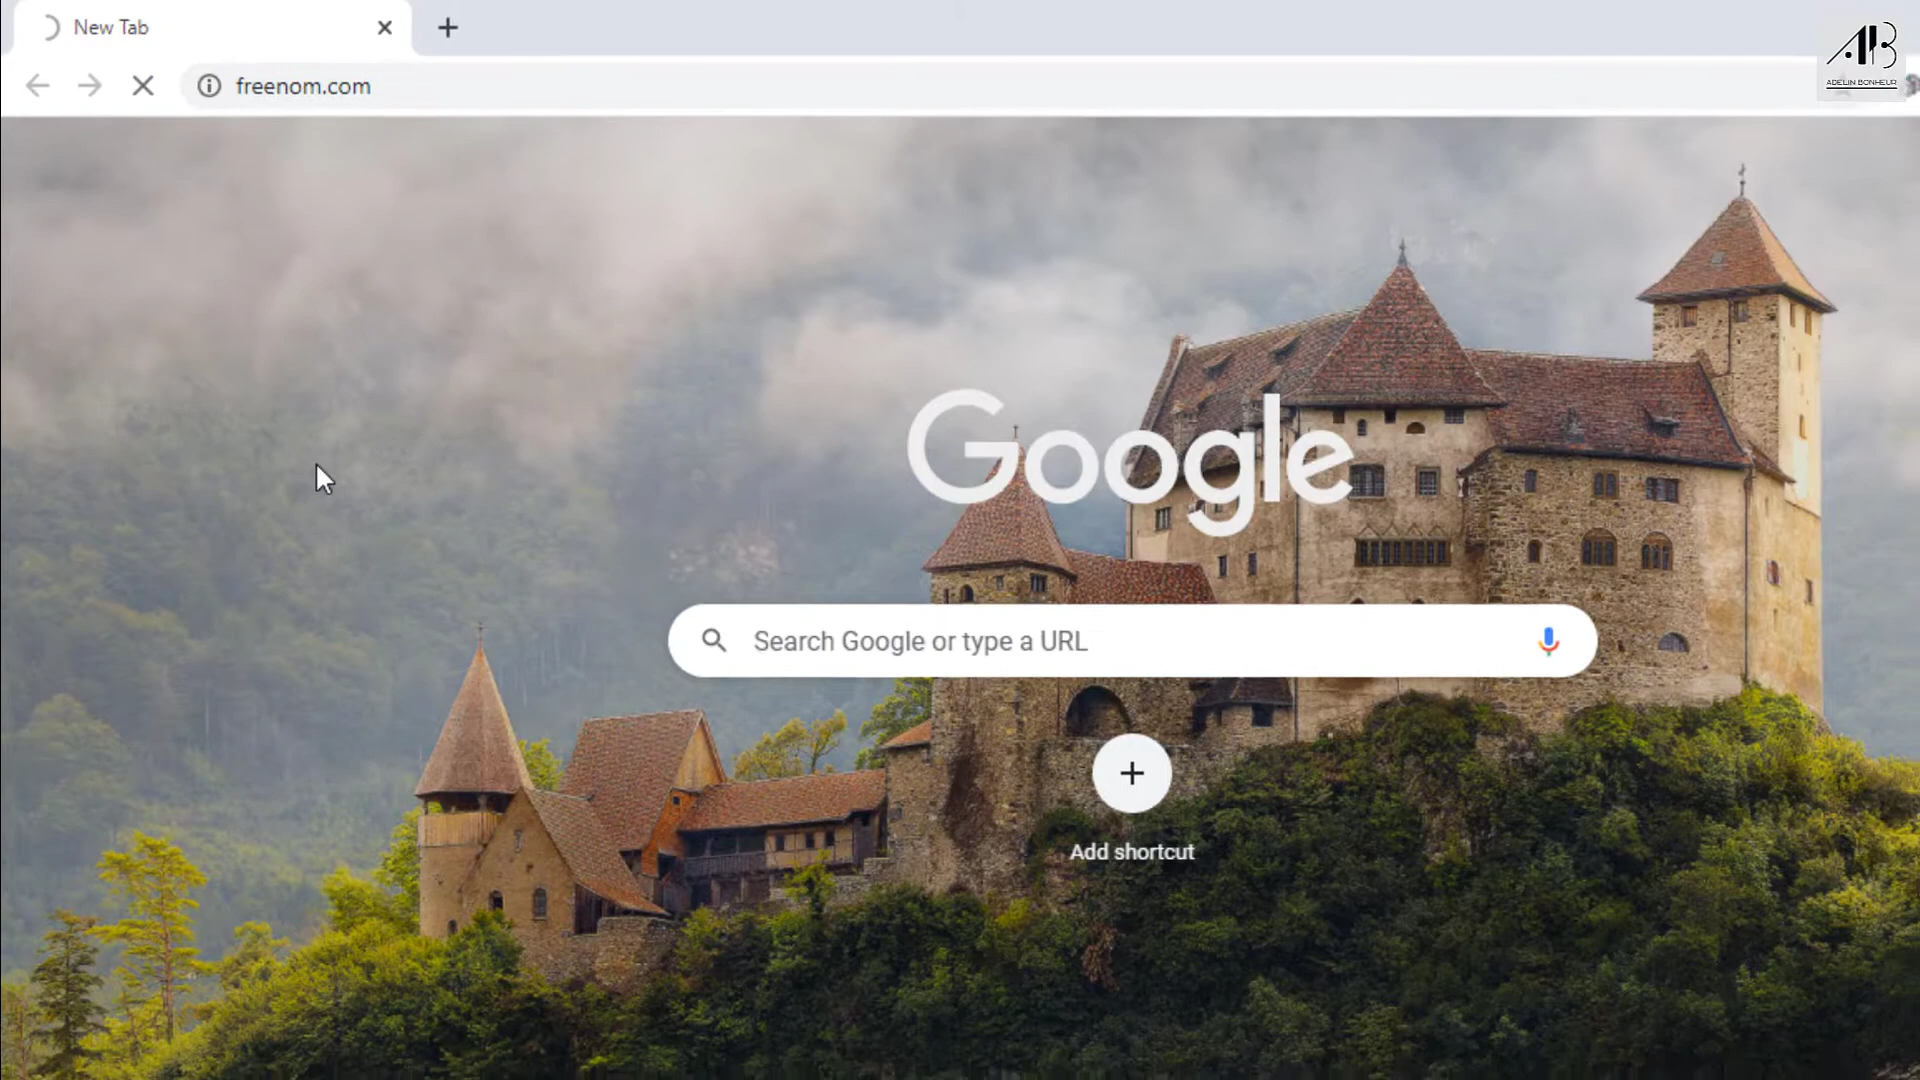 New Tab
freenom.com
AB
ADELIN BONHEUR
Google
Search Google or type a URL
Add shortcut